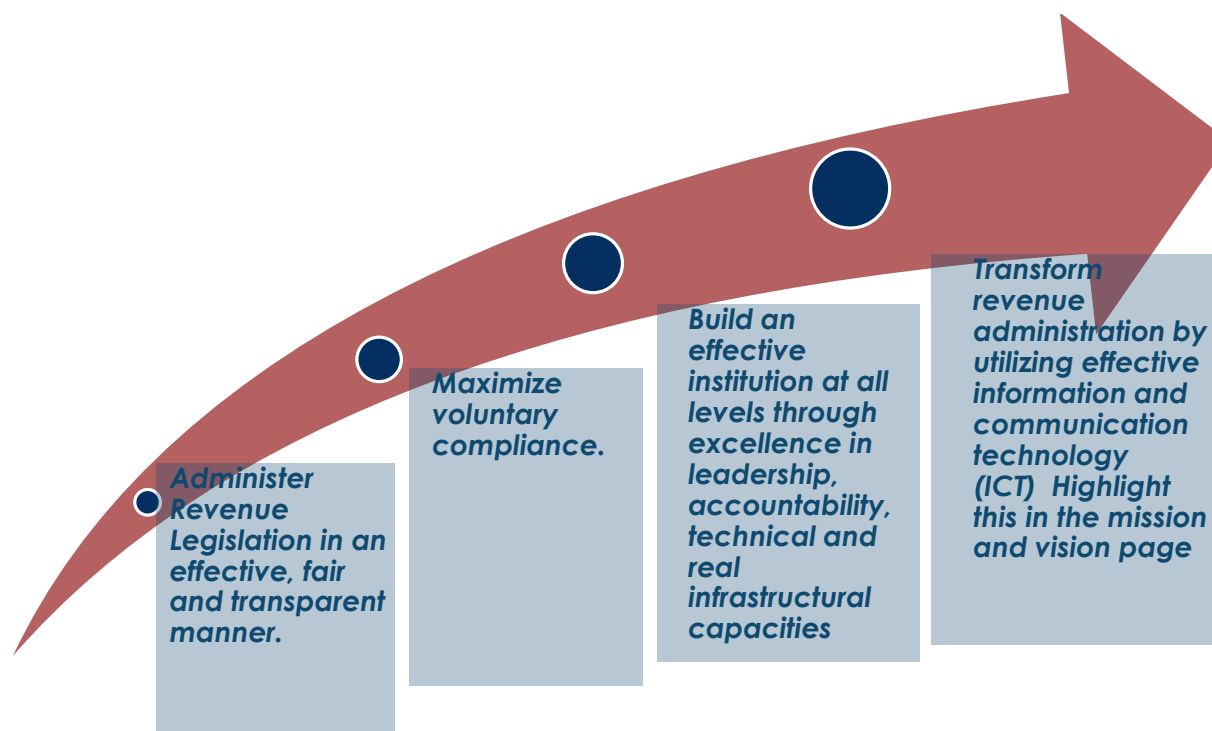 Administer
Revenue
Legislation in an
effective, fair
and transparent
manner.
Maximize
voluntary
compliance.
Build an
effective
institution at all
levels through
excellence in
leadership,
accountability,
technical and
real
infrastructural
capacities
Transform
revenue
administration by
utilizing effective
information and
communication
technology
(ICT)  Highlight
this in the mission
and vision page